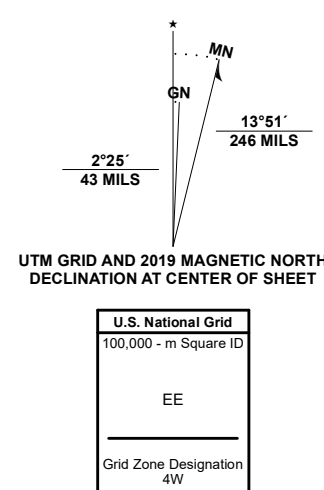 ★
MN
GN
13°51´
246 MILS
2°25´
43 MILS
UTM GRID AND 2019 MAGNETIC NORTH
DECLINATION AT CENTER OF SHEET
U.S. National Grid
100,000 - m Square ID
EE
Grid Zone Designation
4W